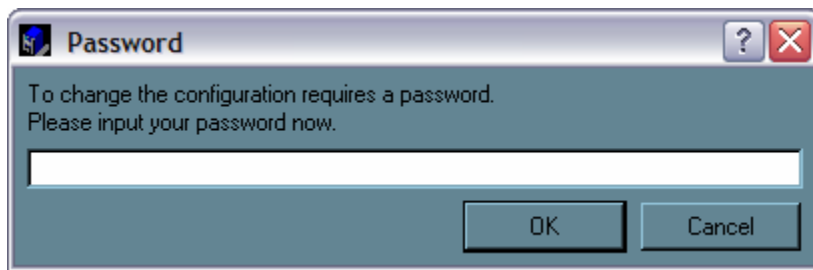 Password
?
To change the configuration requires a password.
Please input your password now.
OK
Cancel